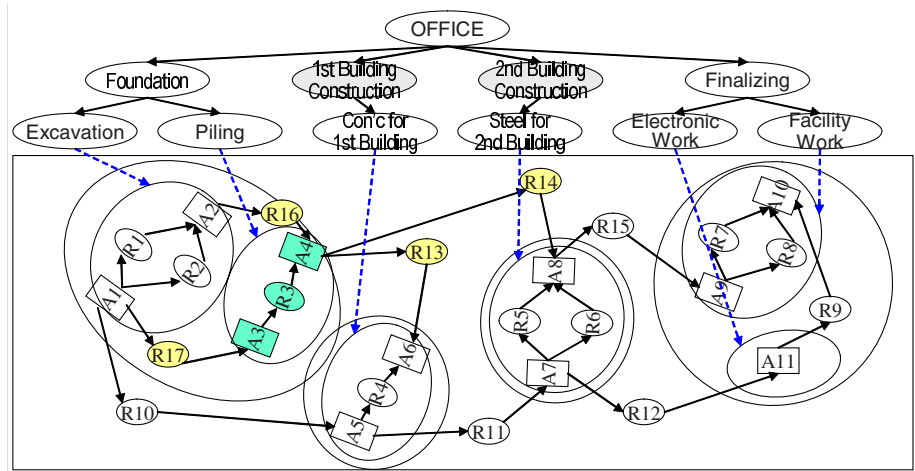 OFFICE
Foundation
1st Building
Construction
2nd Building
Construction
Finalizing
Excavation
Piling
Con'c for
1st Building
Steel for
2nd Building
Electronic
Work
Facility
Work
R14
R16
A2
A10
R15
R1
R13
A4
R7
R8
R2
A8
A9
R3
A1
R5
R6
R9
A3
A6
R17
A11
A7
R4
R10
R12
A5
R11